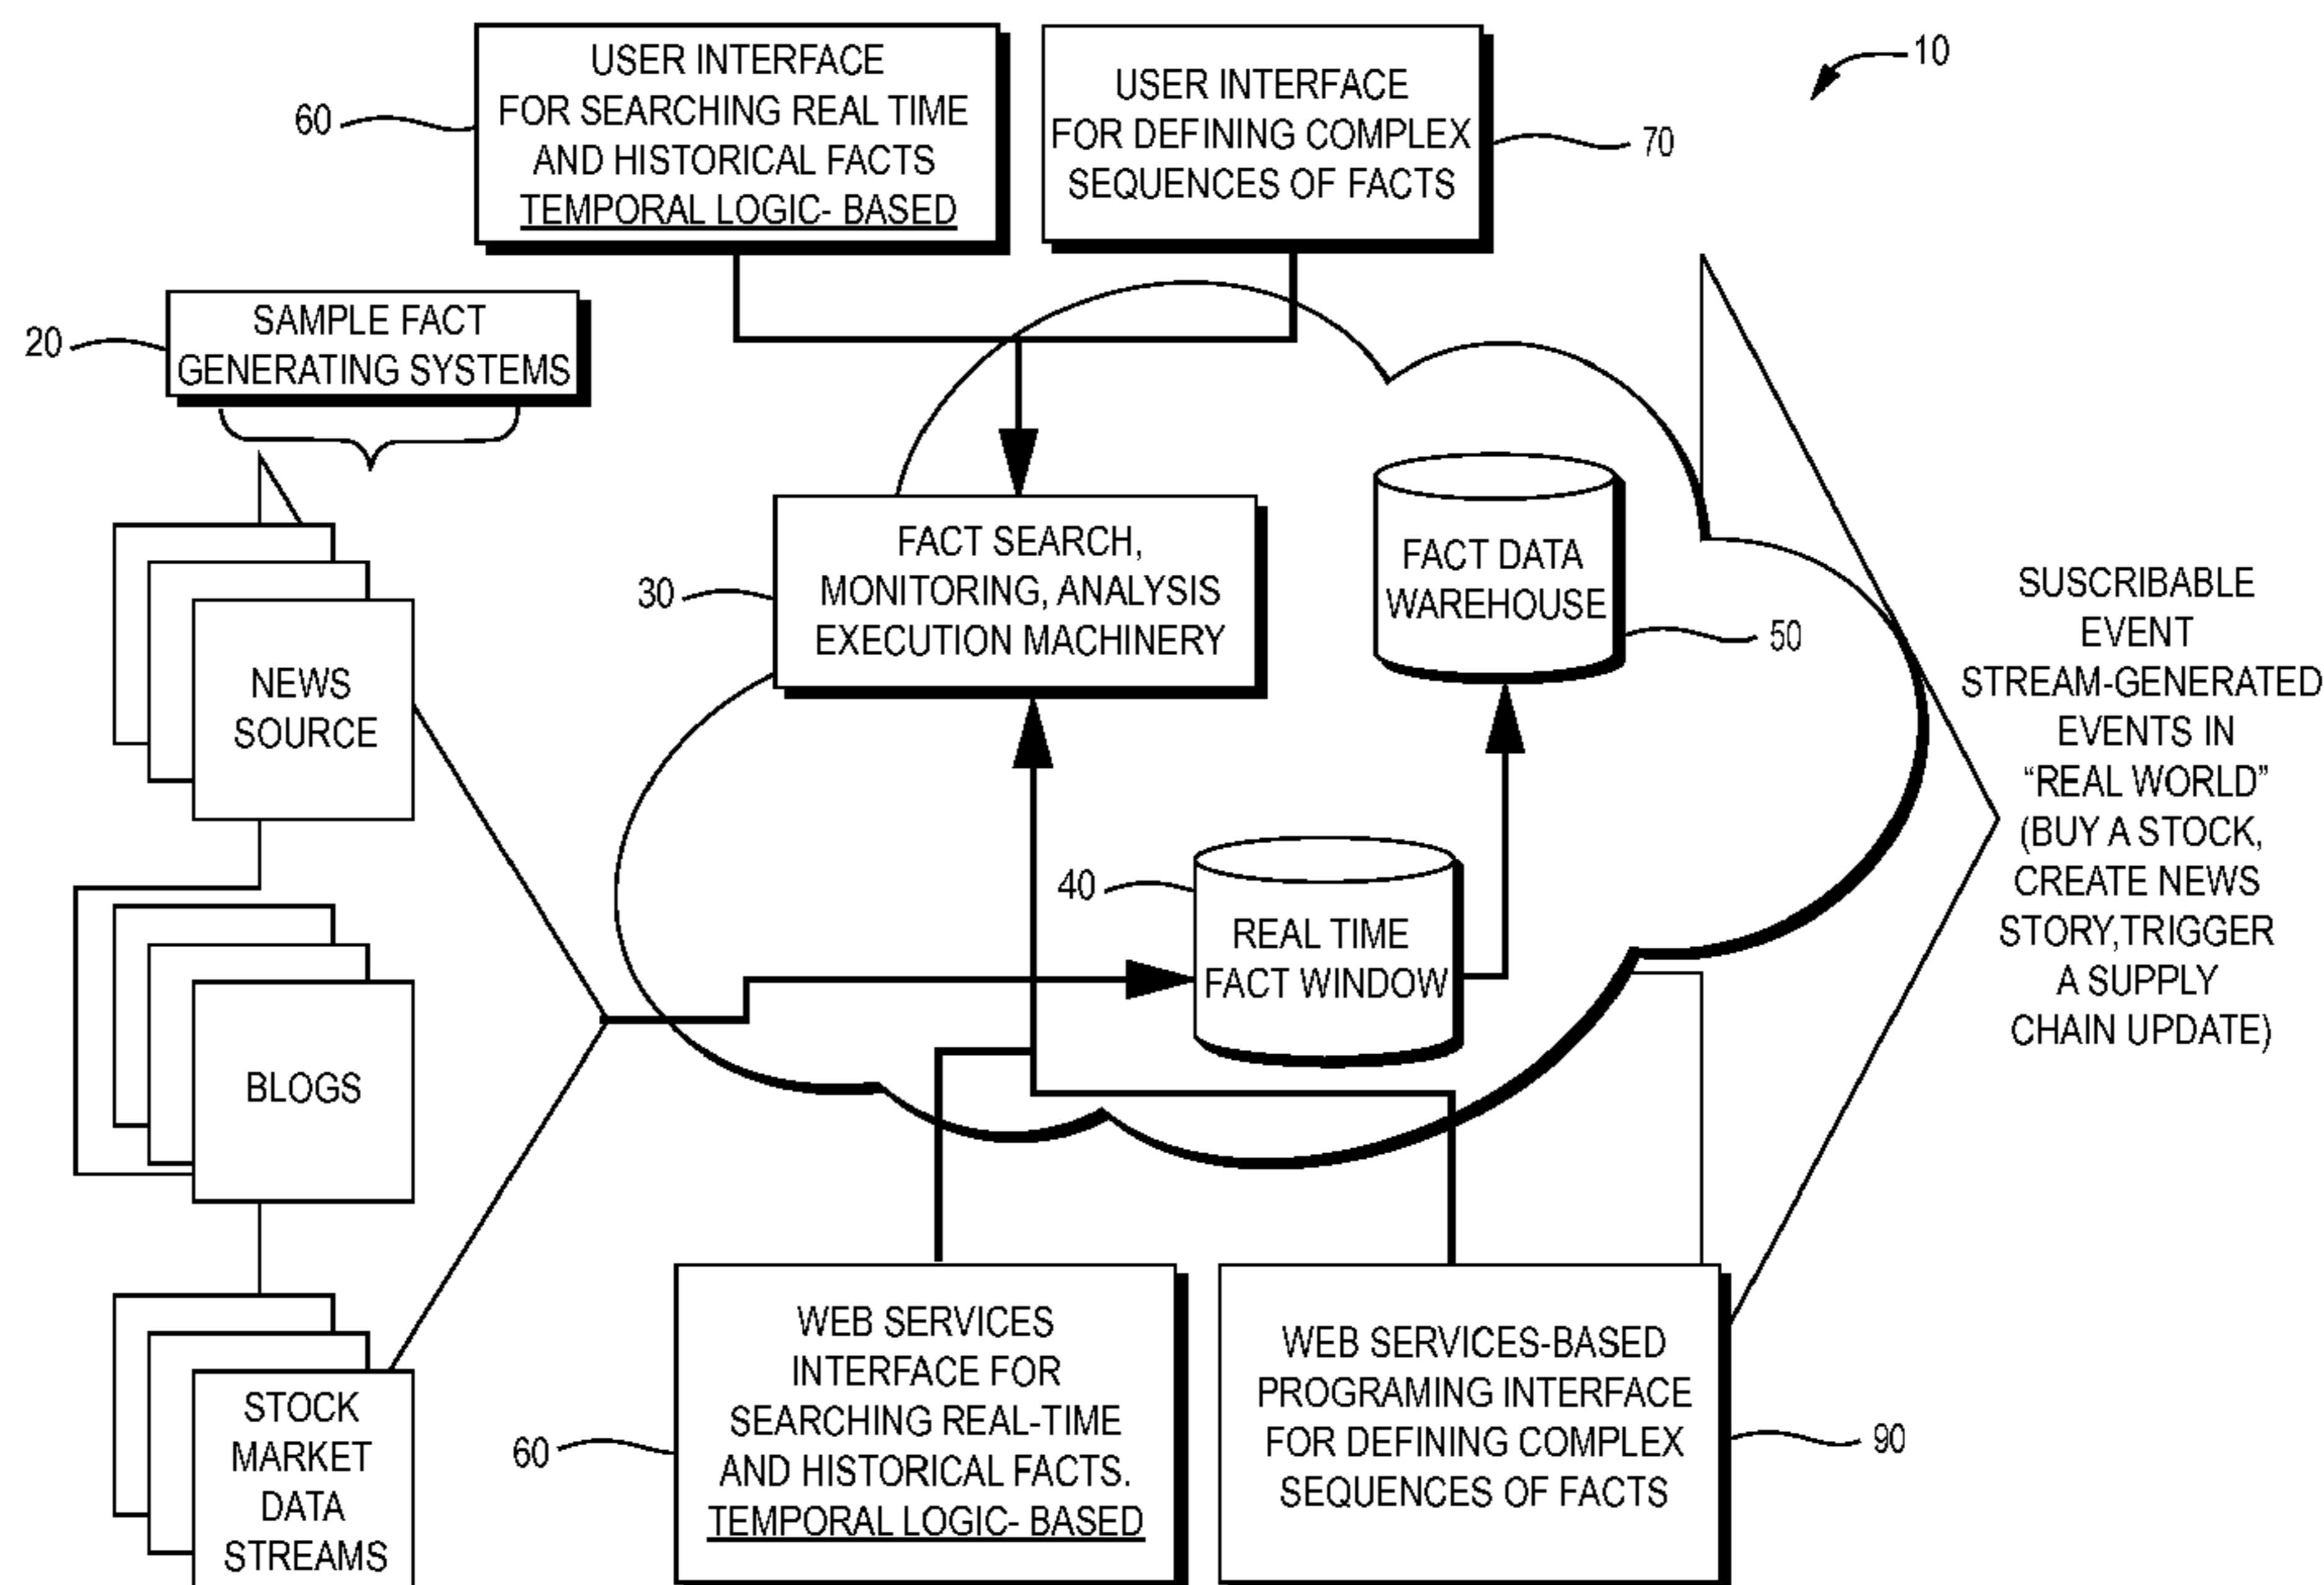 USER INTERFACE
FOR SEARCHING REAL TIME
AND HISTORICAL FACTS
TEMPORAL LOGIC- BASED
60
USER INTERFACE
FOR DEFINING COMPLEX
SEQUENCES OF FACTS
70
10
SAMPLE FACT
GENERATING SYSTEMS
20
NEWS
SOURCE
BLOGS
STOCK
MARKET
DATA
STREAMS
FACT SEARCH,
MONITORING, ANALYSIS
EXECUTION MACHINERY
30
FACT DATA
WAREHOUSE
50
REAL TIME
FACT WINDOW
40
SUSCRIBABLE
EVENT
STREAM-GENERATED
EVENTS IN
“REAL WORLD”
(BUY A STOCK,
CREATE NEWS
STORY,TRIGGER
A SUPPLY
CHAIN UPDATE)
WEB SERVICES
INTERFACE FOR
SEARCHING REAL-TIME
AND HISTORICAL FACTS.
TEMPORAL LOGIC- BASED
60
WEB SERVICES-BASED
PROGRAMING INTERFACE
FOR DEFINING COMPLEX
SEQUENCES OF FACTS
90